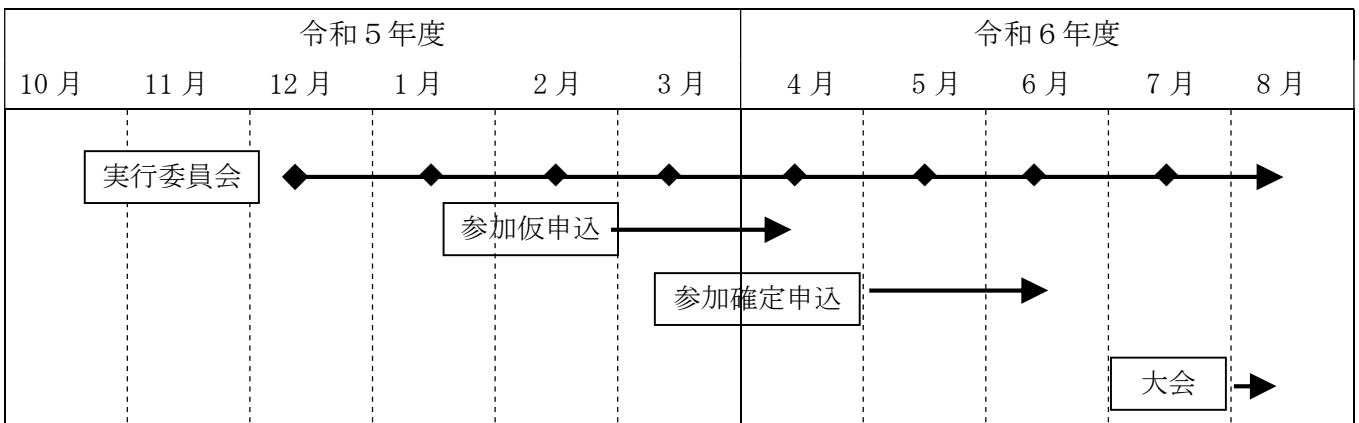 令和５年度 令和６年度
10 月 11 月 12 月 1 月 2 月 3 月 4 月 5 月 6 月 7 月 8 月
実行委員会
参加仮申込
参加確定申込
大会